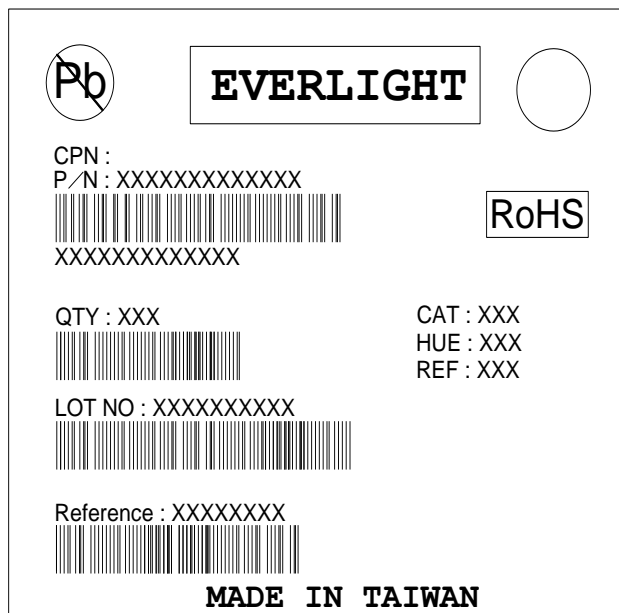 Pb
EVERLIGHT
CPN :
P/N : XXXXXXXXXXXXX
RoHS
XXXXXXXXXXXXX
QTY : XXX
CAT : XXX
HUE : XXX
REF : XXX
LOT NO : XXXXXXXXXX
Reference : XXXXXXXX
MADE IN TAIWAN